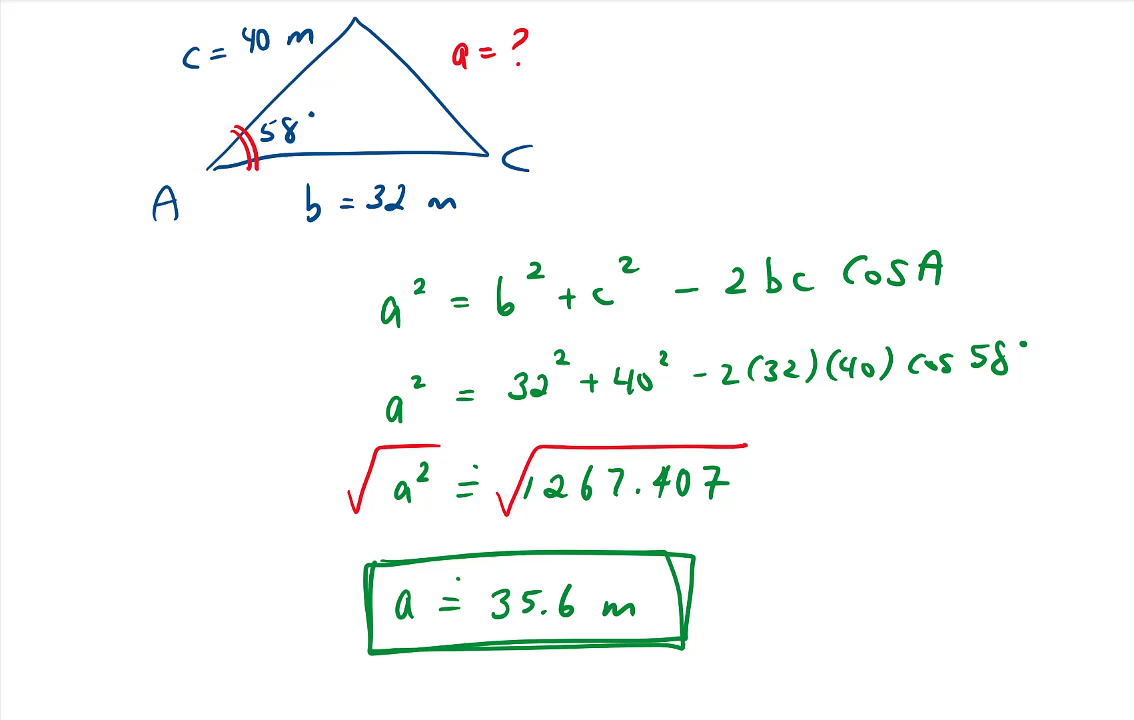 c = 40 m
a = ?
58°
C
A
b = 32 m
a² = b² + c² - 2bc CosA
a² = 32² + 40² - 2(32)(40) cos 58°
√a² ≐ √1267.407
a ≐ 35.6 m